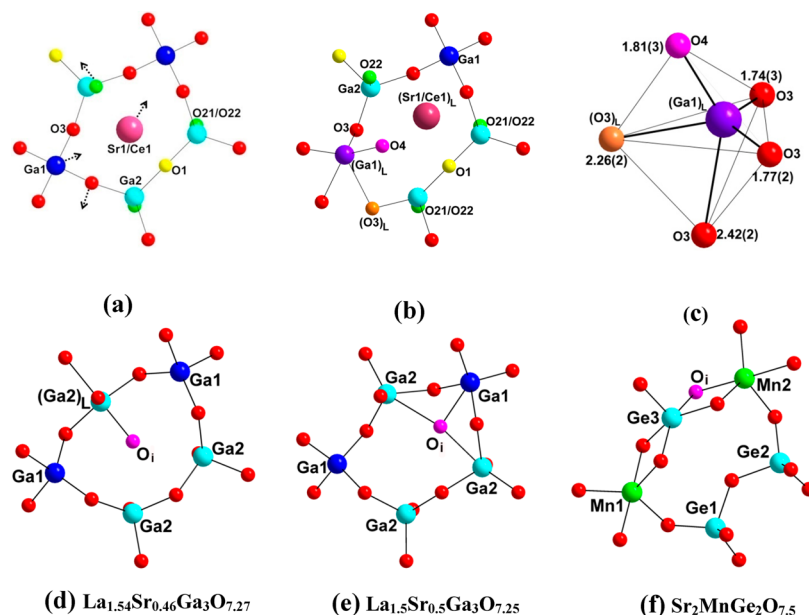 O22
Ga1
O4
1.81(3)
O22
Ga1
Ga2
(Sr1/Ce1)L
1.74(3)
O21/O22
(Ga1)L
O3
O3
Sr1/Ce1
O3
O21/O22
(O3)L
O4
2.26(2)
O3
Ga1
O1
(Ga1)L
O1
1.77(2)
Ga2
O21/O22
(O3)L
O3
2.42(2)
(a)
(b)
(c)
(Ga2)L
Ga1
Ga2
Ga1
Oi
Mn2
Ge3
Oi
Oi
Ga1
Ga2
Ga1
Ga2
Ge2
Mn1
Ge1
Ga2
Ga2
(d) La1.54Sr0.46Ga3O7.27
(e) La1.5Sr0.5Ga3O7.25
(f) Sr2MnGe2O7.5